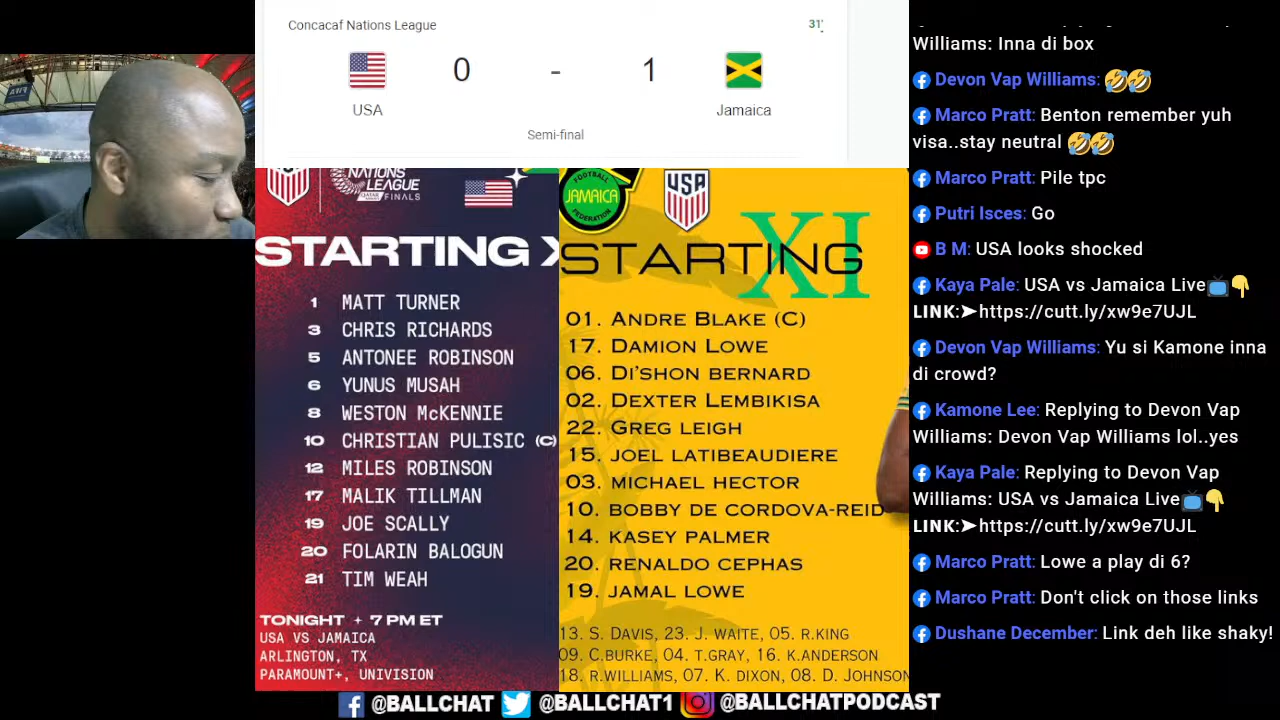 Concacaf Nations League
31'
0 - 1
USA
Jamaica
Semi-final
NATIONS
LEAGUE
FINALS
STARTING X
1 MATT TURNER
3 CHRIS RICHARDS
5 ANTONEE ROBINSON
6 YUNUS MUSAH
8 WESTON McKENNIE
10 CHRISTIAN PULISIC (C)
12 MILES ROBINSON
17 MALIK TILLMAN
19 JOE SCALLY
20 FOLARIN BALOGUN
21 TIM WEAH
TONIGHT + 7 PM ET
USA VS JAMAICA
ARLINGTON, TX
PARAMOUNT+, UNIVISION
FOOTBALL
JAMAICA
FEDERATION
USA
STARTING XI
01. ANDRE BLAKE (C)
17. DAMION LOWE
06. DI'SHON BERNARD
02. DEXTER LEMBIKISA
22. GREG LEIGH
15. JOEL LATIBEAUDIERE
03. MICHAEL HECTOR
10. BOBBY DE CORDOVA-REID
14. KASEY PALMER
20. RENALDO CEPHAS
19. JAMAL LOWE
13. S. DAVIS, 23. J. WAITE, 05. R.KING
09. C.BURKE, 04. T.GRAY, 16. K.ANDERSON
18. R.WILLIAMS, 07. K. DIXON, 08. D. JOHNSON
Williams: Inna di box
Devon Vap Williams: 🤣🤣
Marco Pratt: Benton remember yuh
visa..stay neutral 🤣🤣
Marco Pratt: Pile tpc
Putri Isces: Go
B M: USA looks shocked
Kaya Pale: USA vs Jamaica Live📺👇
𝗟𝗜𝗡𝗞:➤https://cutt.ly/xw9e7UJL
Devon Vap Williams: Yu si Kamone inna
di crowd?
Kamone Lee: Replying to Devon Vap
Williams: Devon Vap Williams lol..yes
Kaya Pale: Replying to Devon Vap
Williams: USA vs Jamaica Live📺👇
𝗟𝗜𝗡𝗞:➤https://cutt.ly/xw9e7UJL
Marco Pratt: Lowe a play di 6?
Marco Pratt: Don't click on those links
Dushane December: Link deh like shaky!
@BALLCHAT @BALLCHAT1 @BALLCHATPODCAST